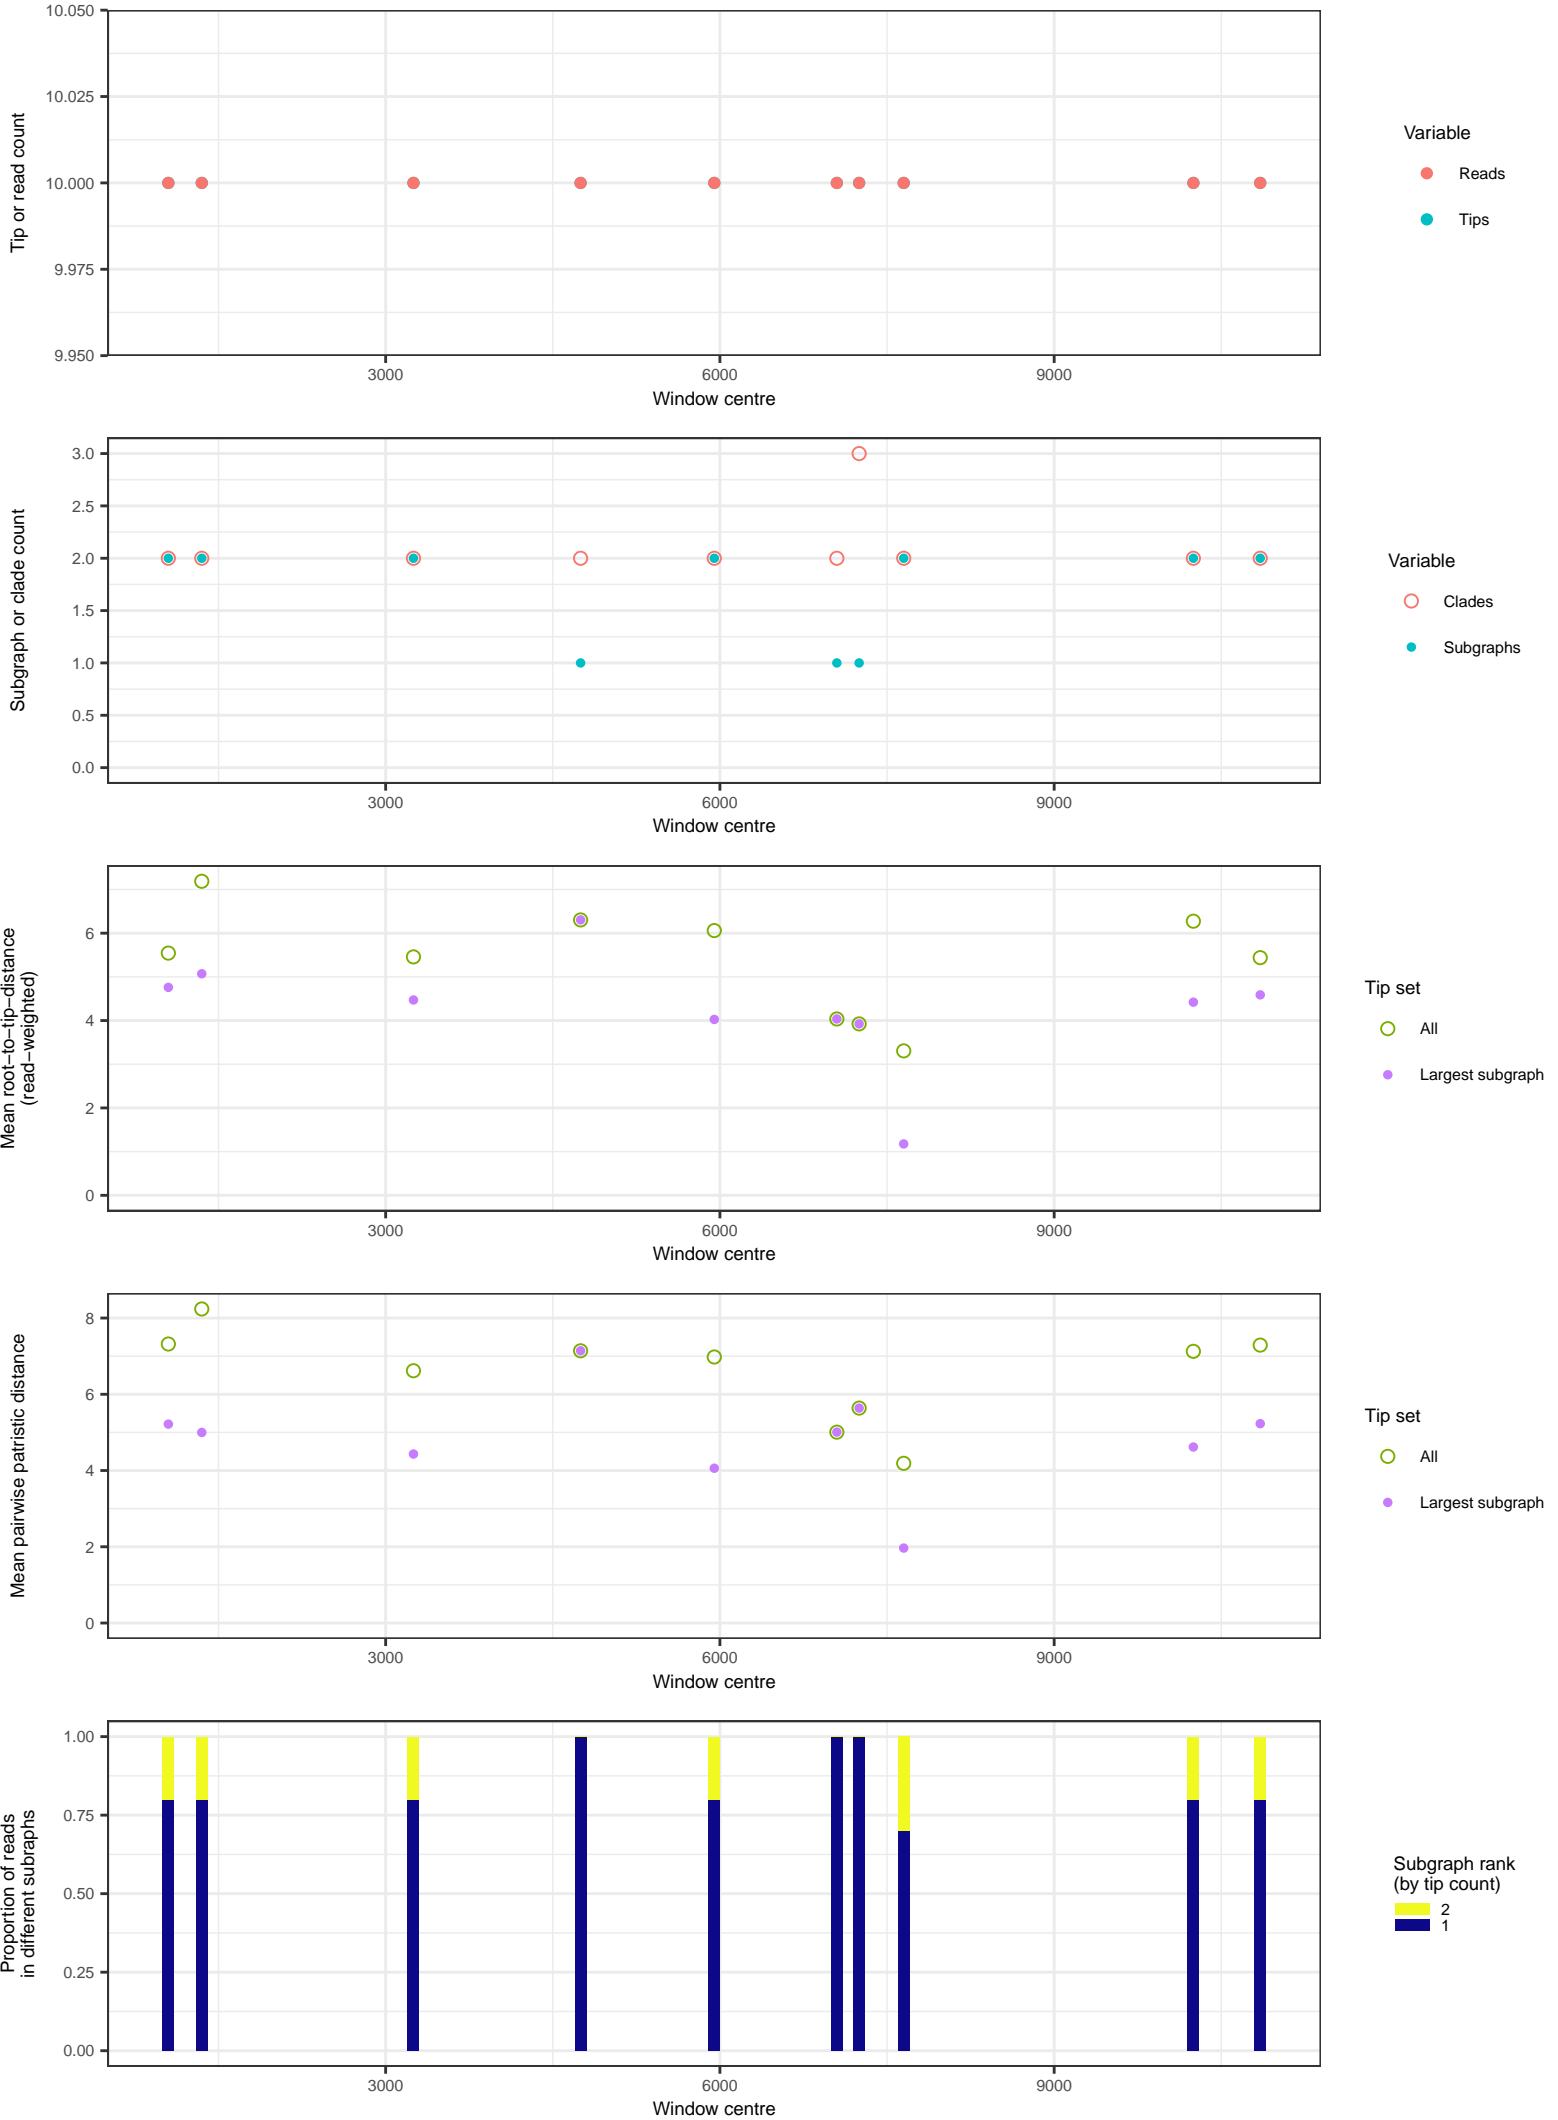 10.050
10.025
10.000
9.975
9.950
Tip or read count
3000
6000
9000
Window centre
Variable
Reads
Tips
3.0
2.5
2.0
1.5
1.0
0.5
0.0
Subgraph or clade count
3000
6000
9000
Window centre
Variable
Clades
Subgraphs
6
4
2
0
Mean root−to−tip−distance
(read−weighted)
3000
6000
9000
Window centre
Tip set
All
Largest subgraph
8
6
4
2
0
Mean pairwise patristic distance
3000
6000
9000
Window centre
Tip set
All
Largest subgraph
1.00
0.75
0.50
0.25
0.00
Proportion of reads
in different subraphs
3000
6000
9000
Window centre
Subgraph rank
(by tip count)
2
1